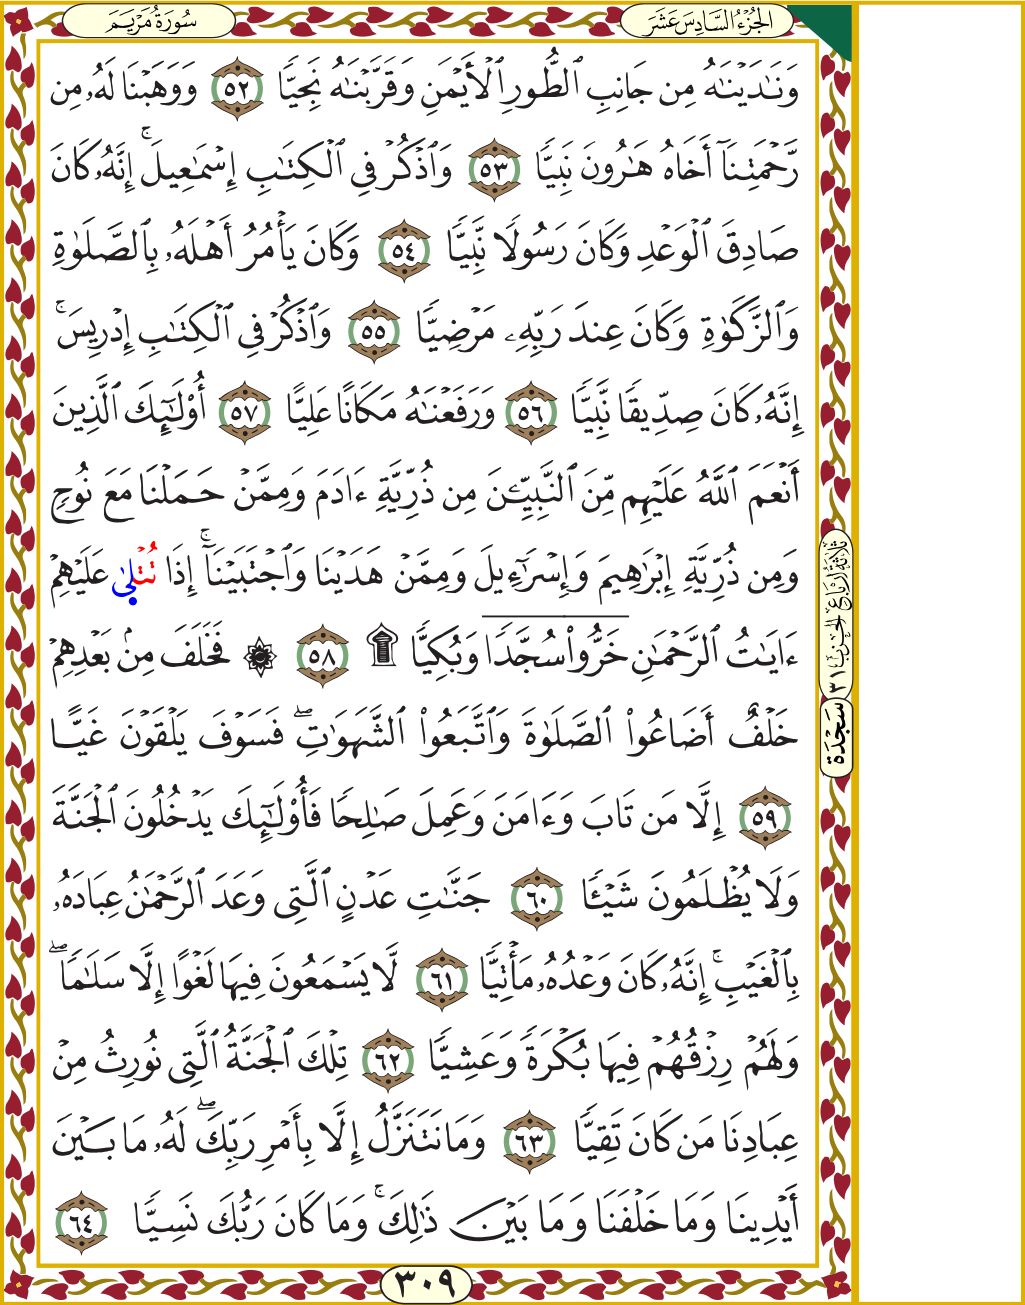 الجُزْءُ السَّادِسَ عَشَرَ
سُورَةُ مَرْيَمَ
وَنَٰدَيْنَٰهُ مِن جَانِبِ ٱلطُّورِ ٱلْأَيْمَنِ وَقَرَّبْنَٰهُ نَجِيًّا ٥٢ وَوَهَبْنَا لَهُۥ مِن
رَّحْمَتِنَآ أَخَاهُ هَٰرُونَ نَبِيًّا ٥٣ وَٱذْكُرْ فِى ٱلْكِتَٰبِ إِسْمَٰعِيلَ ۚ إِنَّهُۥ كَانَ
صَادِقَ ٱلْوَعْدِ وَكَانَ رَسُولًا نَّبِيًّا ٥٤ وَكَانَ يَأْمُرُ أَهْلَهُۥ بِٱلصَّلَوٰةِ
وَٱلزَّكَوٰةِ وَكَانَ عِندَ رَبِّهِۦ مَرْضِيًّا ٥٥ وَٱذْكُرْ فِى ٱلْكِتَٰبِ إِدْرِيسَ ۚ
إِنَّهُۥ كَانَ صِدِّيقًا نَّبِيًّا ٥٦ وَرَفَعْنَٰهُ مَكَانًا عَلِيًّا ٥٧ أُو۟لَٰٓئِكَ ٱلَّذِينَ
أَنْعَمَ ٱللَّهُ عَلَيْهِم مِّنَ ٱلنَّبِيِّۦنَ مِن ذُرِّيَّةِ ءَادَمَ وَمِمَّنْ حَمَلْنَا مَعَ نُوحٍ
وَمِن ذُرِّيَّةِ إِبْرَٰهِيمَ وَإِسْرَٰٓءِيلَ وَمِمَّنْ هَدَيْنَا وَٱجْتَبَيْنَآ ۚ إِذَا تُتْلَىٰ عَلَيْهِمْ
ءَايَٰتُ ٱلرَّحْمَٰنِ خَرُّوا۟ سُجَّدًا وَبُكِيًّا ۩ ٥٨ ۞ فَخَلَفَ مِنۢ بَعْدِهِمْ
خَلْفٌ أَضَاعُوا۟ ٱلصَّلَوٰةَ وَٱتَّبَعُوا۟ ٱلشَّهَوَٰتِ ۖ فَسَوْفَ يَلْقَوْنَ غَيًّا
٥٩ إِلَّا مَن تَابَ وَءَامَنَ وَعَمِلَ صَٰلِحًا فَأُو۟لَٰٓئِكَ يَدْخُلُونَ ٱلْجَنَّةَ
وَلَا يُظْلَمُونَ شَيْـًٔا ٦٠ جَنَّٰتِ عَدْنٍ ٱلَّتِى وَعَدَ ٱلرَّحْمَٰنُ عِبَادَهُۥ
بِٱلْغَيْبِ ۚ إِنَّهُۥ كَانَ وَعْدُهُۥ مَأْتِيًّا ٦١ لَّا يَسْمَعُونَ فِيهَا لَغْوًا إِلَّا سَلَٰمًا ۖ
وَلَهُمْ رِزْقُهُمْ فِيهَا بُكْرَةً وَعَشِيًّا ٦٢ تِلْكَ ٱلْجَنَّةُ ٱلَّتِى نُورِثُ مِنْ
عِبَادِنَا مَن كَانَ تَقِيًّا ٦٣ وَمَا نَتَنَزَّلُ إِلَّا بِأَمْرِ رَبِّكَ ۖ لَهُۥ مَا بَيْنَ
أَيْدِينَا وَمَا خَلْفَنَا وَمَا بَيْنَ ذَٰلِكَ ۚ وَمَا كَانَ رَبُّكَ نَسِيًّا ٦٤
ثلاثة أرباع الحزب ٣١
سَجْدَة
٣٠٩